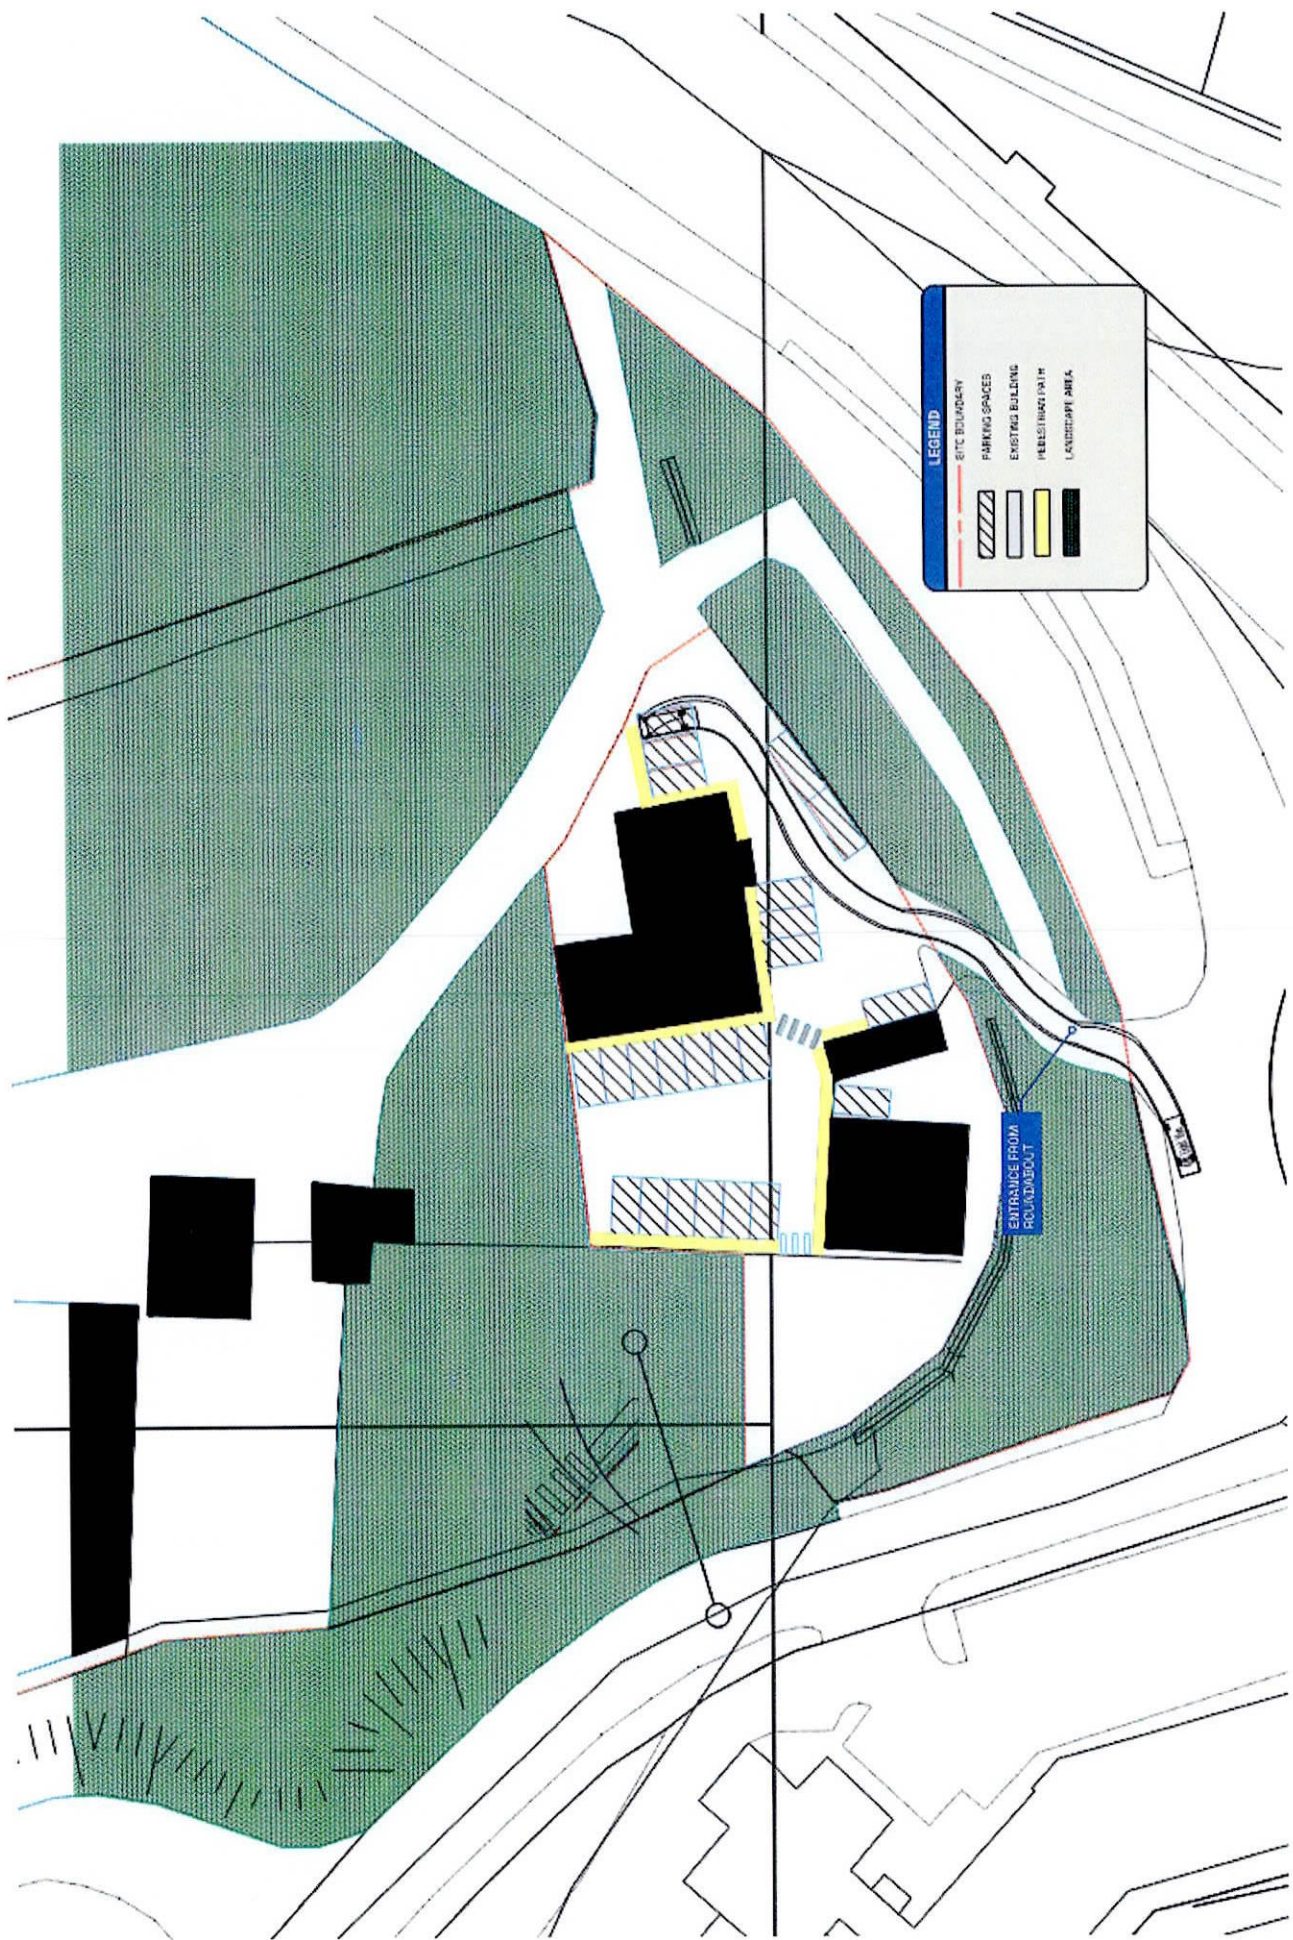 LEGEND
SITE BOUNDARY
PARKING SPACES
EXISTING BUILDING
PEDESTRIAN PATH
LANDSCAPE AREA
ENTRANCE FROM
ROUNDABOUT